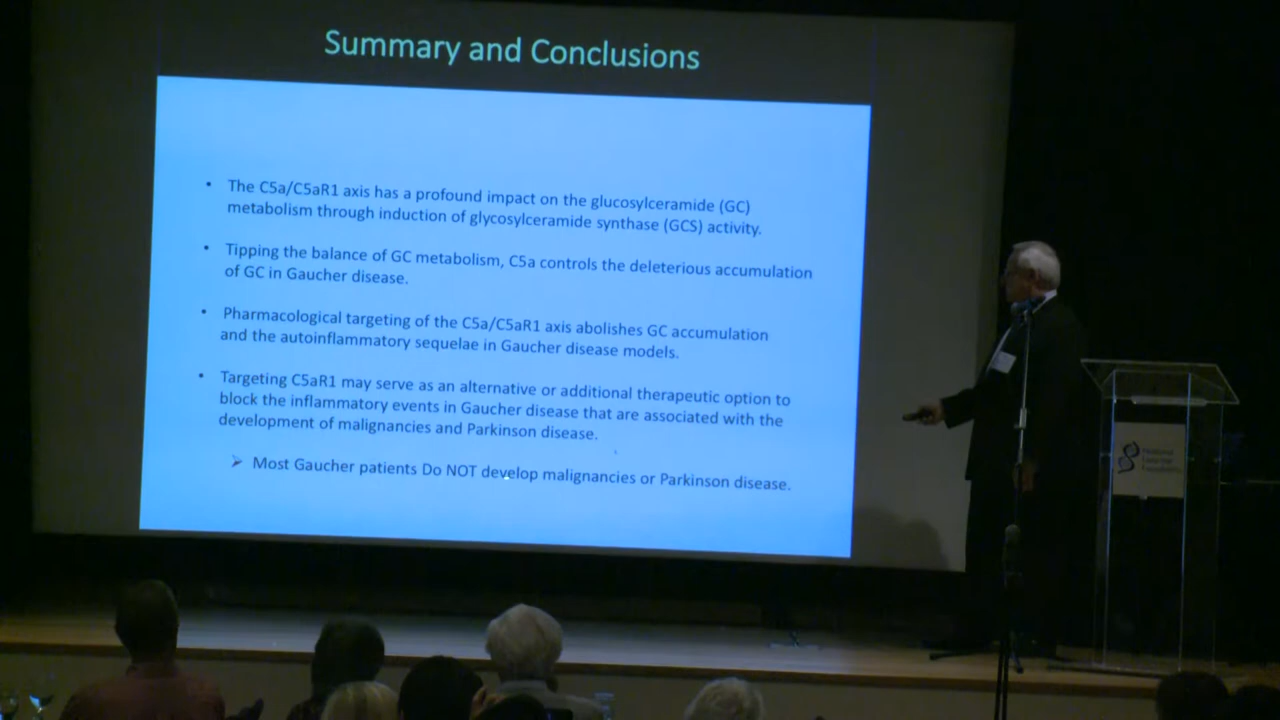 Summary and Conclusions
• The C5a/C5aR1 axis has a profound impact on the glucosylceramide (GC)
metabolism through induction of glycosylceramide synthase (GCS) activity.
• Tipping the balance of GC metabolism, C5a controls the deleterious accumulation
of GC in Gaucher disease.
• Pharmacological targeting of the C5a/C5aR1 axis abolishes GC accumulation
and the autoinflammatory sequelae in Gaucher disease models.
• Targeting C5aR1 may serve as an alternative or additional therapeutic option to
block the inflammatory events in Gaucher disease that are associated with the
development of malignancies and Parkinson disease.
➢ Most Gaucher patients Do NOT develop malignancies or Parkinson disease.
National
Gaucher
Foundation